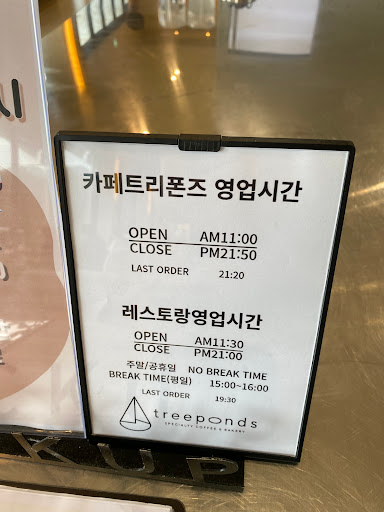 카페트리폰즈 영업시간
OPEN AM11:00
CLOSE PM21:50
LAST ORDER 21:20
레스토랑영업시간
OPEN AM11:30
CLOSE PM21:00
주말/공휴일 NO BREAK TIME
BREAK TIME(평일) 15:00~16:00
LAST ORDER 19:30
treeponds
SPECIALTY COFFEE & BAKERY
KUP